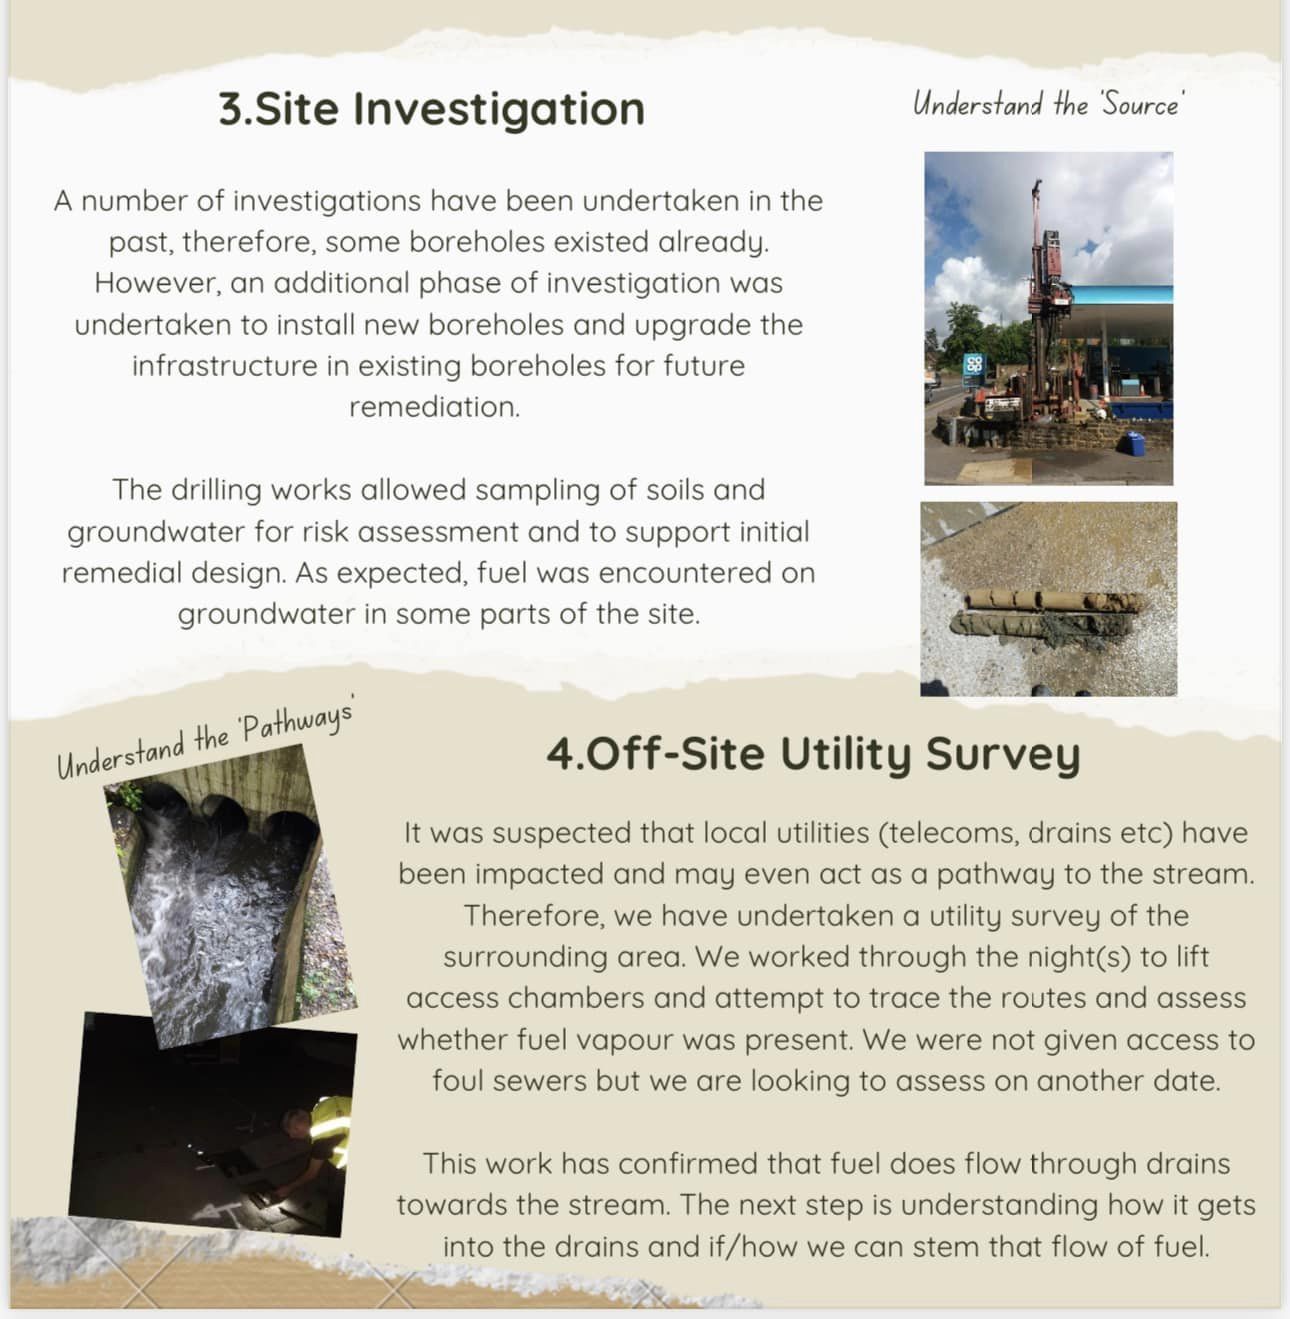 3.Site Investigation
Understand the 'Source'
A number of investigations have been undertaken in the
past, therefore, some boreholes existed already.
However, an additional phase of investigation was
undertaken to install new boreholes and upgrade the
infrastructure in existing boreholes for future
remediation.
The drilling works allowed sampling of soils and
groundwater for risk assessment and to support initial
remedial design. As expected, fuel was encountered on
groundwater in some parts of the site.
co
op
Understand the 'Pathways'
4.Off-Site Utility Survey
It was suspected that local utilities (telecoms, drains etc) have
been impacted and may even act as a pathway to the stream.
Therefore, we have undertaken a utility survey of the
surrounding area. We worked through the night(s) to lift
access chambers and attempt to trace the routes and assess
whether fuel vapour was present. We were not given access to
foul sewers but we are looking to assess on another date.
This work has confirmed that fuel does flow through drains
towards the stream. The next step is understanding how it gets
into the drains and if/how we can stem that flow of fuel.